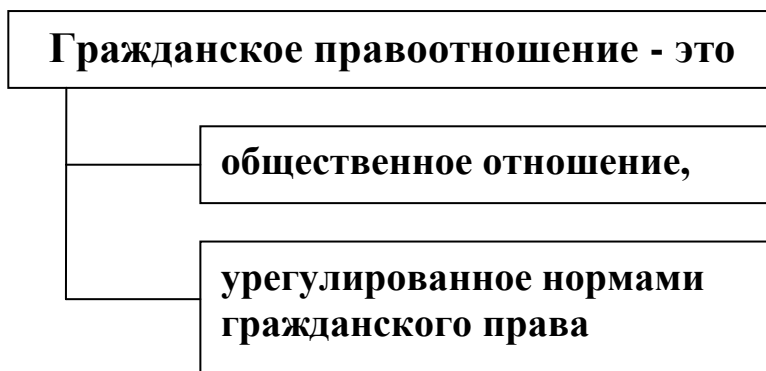 Гражданское правоотношение - это
общественное отношение,
урегулированное нормами
гражданского права